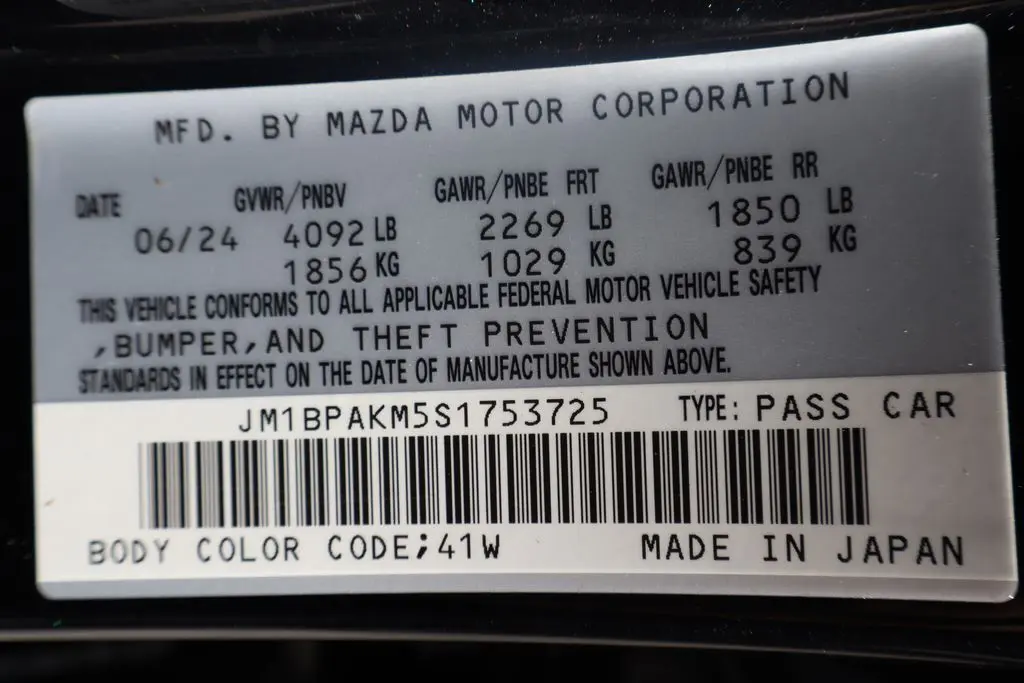 MFD. BY MAZDA MOTOR CORPORATION
DATE GVWR/PNBV GAWR/PNBE FRT GAWR/PNBE RR
06/24 4092 LB 2269 LB 1850 LB
1856 KG 1029 KG 839 KG
THIS VEHICLE CONFORMS TO ALL APPLICABLE FEDERAL MOTOR VEHICLE SAFETY
,BUMPER,AND THEFT PREVENTION
STANDARDS IN EFFECT ON THE DATE OF MANUFACTURE SHOWN ABOVE.
JM1BPAKM5S1753725 TYPE: PASS CAR
BODY COLOR CODE;41W MADE IN JAPAN